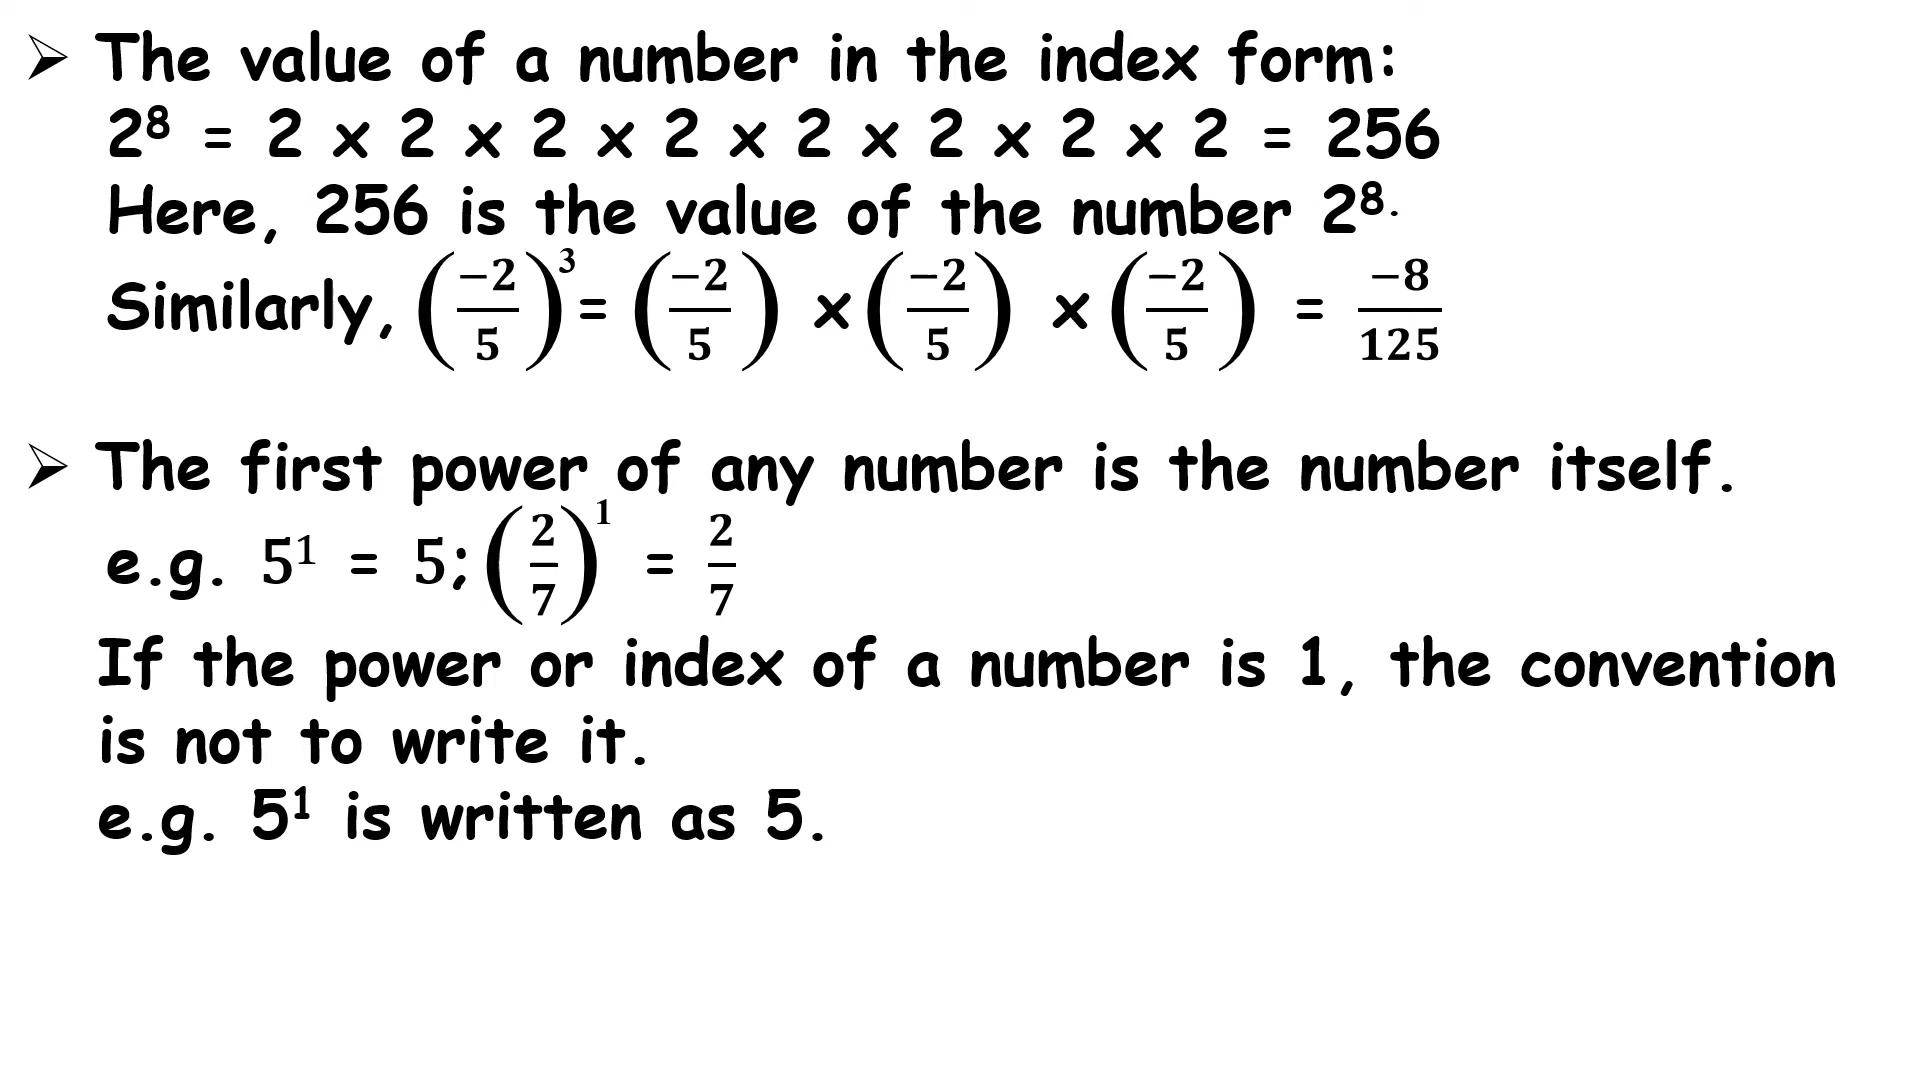 ➢ The value of a number in the index form:
2⁸ = 2 x 2 x 2 x 2 x 2 x 2 x 2 x 2 = 256
Here, 256 is the value of the number 2⁸·
Similarly, (−2/5)³ = (−2/5) x (−2/5) x (−2/5) = −8/125
➢ The first power of any number is the number itself.
e.g. 5¹ = 5; (2/7)¹ = 2/7
If the power or index of a number is 1, the convention
is not to write it.
e.g. 5¹ is written as 5.